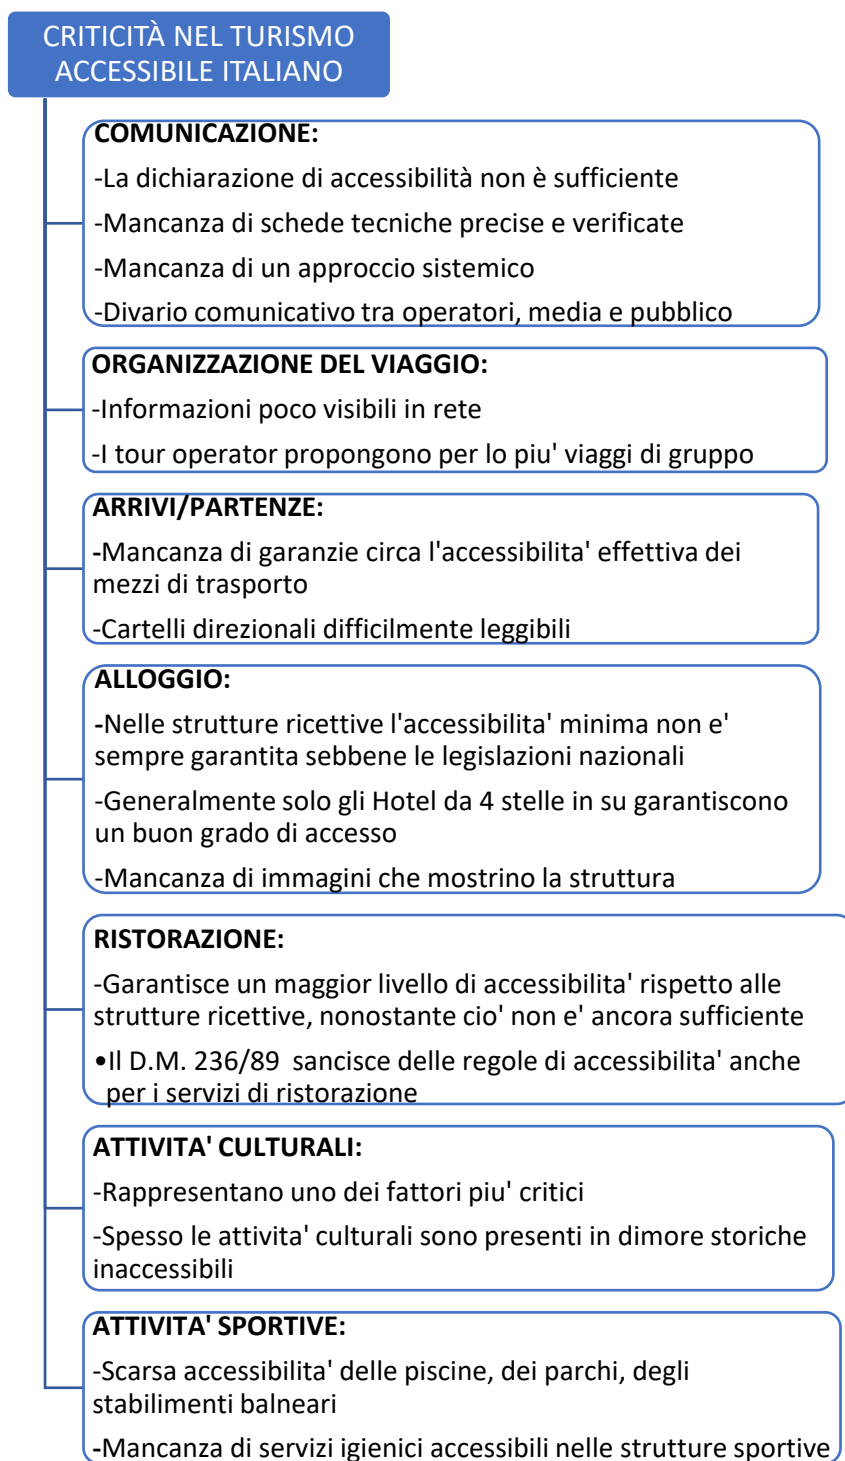 CRITICITÀ NEL TURISMO
ACCESSIBILE ITALIANO
COMUNICAZIONE:
-La dichiarazione di accessibilità non è sufficiente
-Mancanza di schede tecniche precise e verificate
-Mancanza di un approccio sistemico
-Divario comunicativo tra operatori, media e pubblico
ORGANIZZAZIONE DEL VIAGGIO:
-Informazioni poco visibili in rete
-I tour operator propongono per lo piu' viaggi di gruppo
ARRIVI/PARTENZE:
-Mancanza di garanzie circa l'accessibilita' effettiva dei
mezzi di trasporto
-Cartelli direzionali difficilmente leggibili
ALLOGGIO:
-Nelle strutture ricettive l'accessibilita' minima non e'
sempre garantita sebbene le legislazioni nazionali
-Generalmente solo gli Hotel da 4 stelle in su garantiscono
un buon grado di accesso
-Mancanza di immagini che mostrino la struttura
RISTORAZIONE:
-Garantisce un maggior livello di accessibilita' rispetto alle
strutture ricettive, nonostante cio' non e' ancora sufficiente
•Il D.M. 236/89 sancisce delle regole di accessibilita' anche
per i servizi di ristorazione
ATTIVITA' CULTURALI:
-Rappresentano uno dei fattori piu' critici
-Spesso le attivita' culturali sono presenti in dimore storiche
inaccessibili
ATTIVITA' SPORTIVE:
-Scarsa accessibilita' delle piscine, dei parchi, degli
stabilimenti balneari
-Mancanza di servizi igienici accessibili nelle strutture sportive